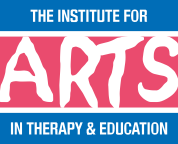 THE INSTITUTE FOR
ARTS
IN THERAPY & EDUCATION